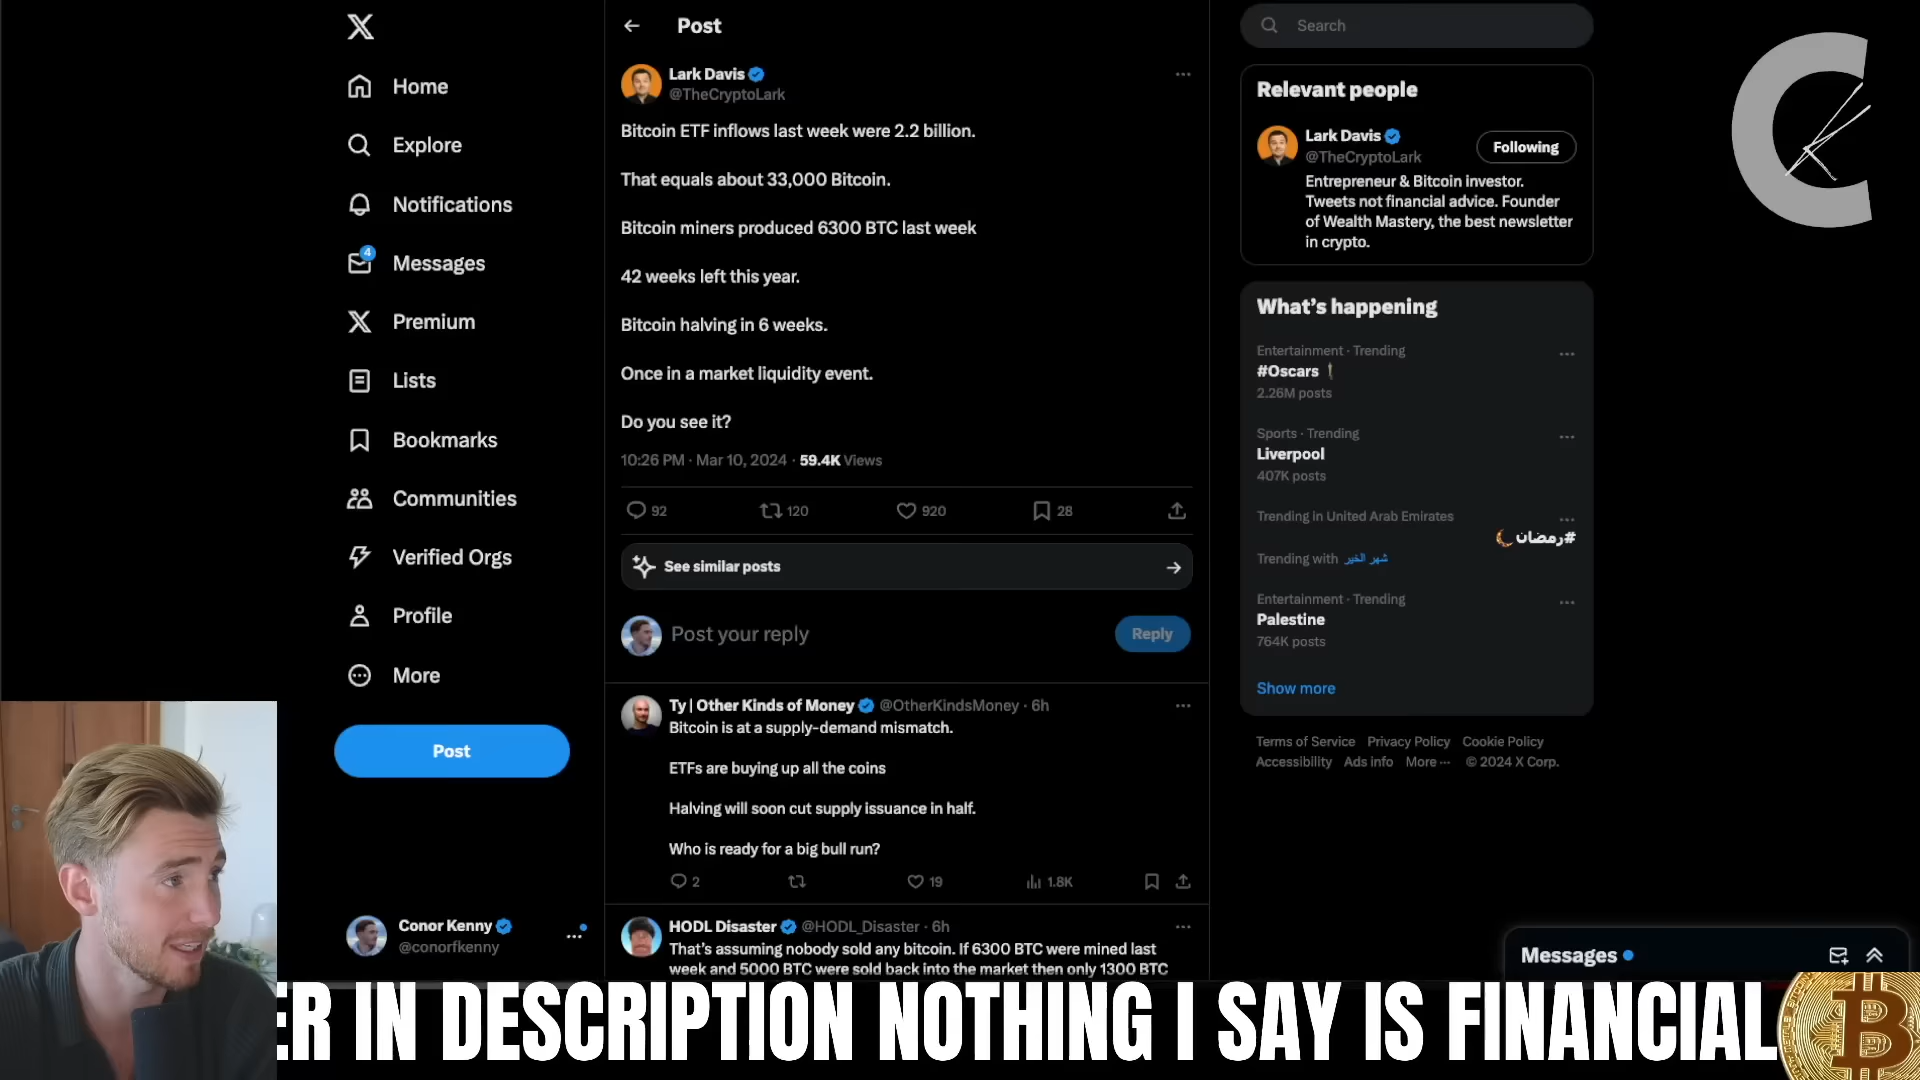 Home
Explore
Notifications
4
Messages
Premium
Lists
Bookmarks
Communities
Verified Orgs
Profile
More
Post
Conor Kenny
@conorfkenny
Post
Lark Davis
@TheCryptoLark
Bitcoin ETF inflows last week were 2.2 billion.
That equals about 33,000 Bitcoin.
Bitcoin miners produced 6300 BTC last week
42 weeks left this year.
Bitcoin halving in 6 weeks.
Once in a market liquidity event.
Do you see it?
10:26 PM · Mar 10, 2024 · 59.4K Views
92 120 920 28
See similar posts
Post your reply
Reply
Ty | Other Kinds of Money @OtherKindsMoney · 6h
Bitcoin is at a supply-demand mismatch.
ETFs are buying up all the coins
Halving will soon cut supply issuance in half.
Who is ready for a big bull run?
2 19 1.8K
HODL Disaster @HODL_Disaster · 6h
That's assuming nobody sold any bitcoin. If 6300 BTC were mined last
week and 5000 BTC were sold back into the market then only 1300 BTC
Search
Relevant people
Lark Davis
@TheCryptoLark
Following
Entrepreneur & Bitcoin investor.
Tweets not financial advice. Founder
of Wealth Mastery, the best newsletter
in crypto.
What's happening
Entertainment · Trending
#Oscars
2.26M posts
Sports · Trending
Liverpool
407K posts
Trending in United Arab Emirates
#رمضان
Trending with شهر الخير
Entertainment · Trending
Palestine
764K posts
Show more
Terms of Service Privacy Policy Cookie Policy
Accessibility Ads info More ··· © 2024 X Corp.
Messages
ER IN DESCRIPTION NOTHING I SAY IS FINANCIAL